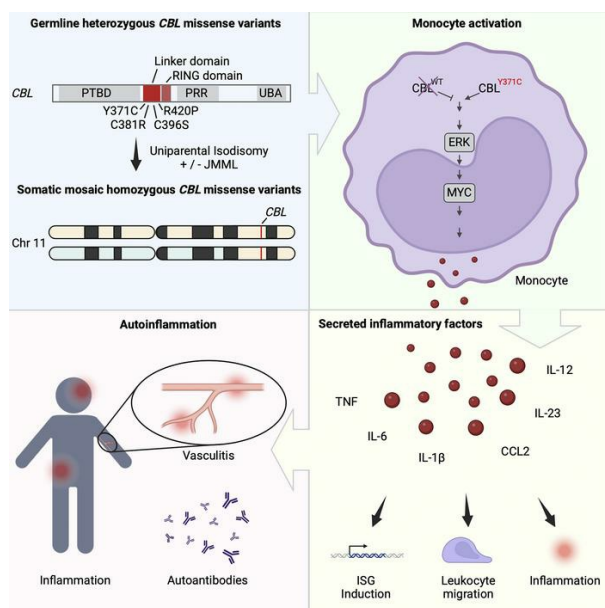 Germline heterozygous CBL missense variants
Linker domain
RING domain
CBL
PTBD
PRR
UBA
Y371C
R420P
C381R
C396S
Uniparental Isodisomy
+ / - JMML
Somatic mosaic homozygous CBL missense variants
CBL
Chr 11
Monocyte activation
CBL WT
CBL Y371C
ERK
MYC
Monocyte
Autoinflammation
Vasculitis
Inflammation
Autoantibodies
Secreted inflammatory factors
IL-12
TNF
IL-23
IL-6
IL-1β
CCL2
ISG
Induction
Leukocyte
migration
Inflammation